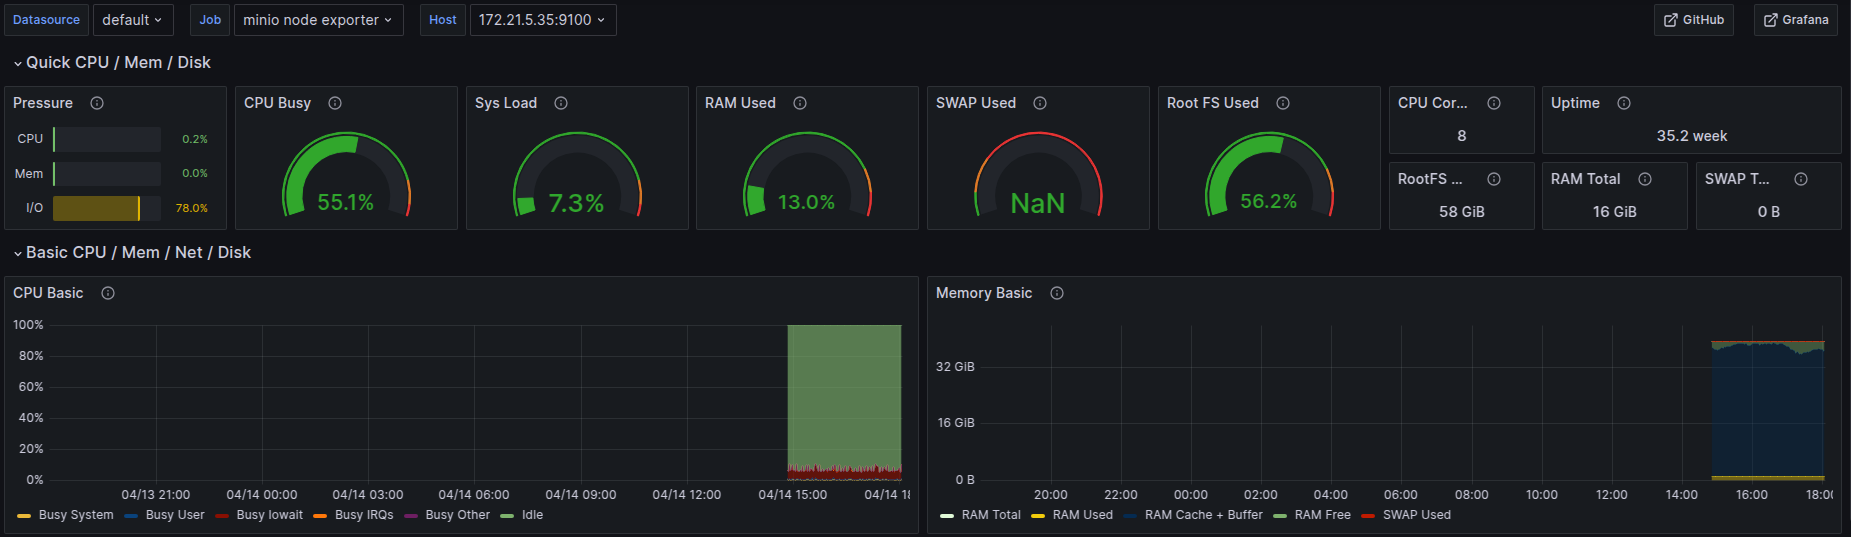 Datasource default Job minio node exporter Host 172.21.5.35:9100 GitHub Grafana
Quick CPU / Mem / Disk
Pressure CPU Busy Sys Load RAM Used SWAP Used Root FS Used CPU Cor... Uptime
CPU 0.2%
Mem 0.0%
I/O 78.0%
55.1%
7.3%
13.0%
NaN
56.2%
8
35.2 week
RootFS ... RAM Total SWAP T...
58 GiB 16 GiB 0 B
Basic CPU / Mem / Net / Disk
CPU Basic
100%
80%
60%
40%
20%
0%
04/13 21:00 04/14 00:00 04/14 03:00 04/14 06:00 04/14 09:00 04/14 12:00 04/14 15:00 04/14
Busy System Busy User Busy Iowait Busy IRQs Busy Other Idle
Memory Basic
32 GiB
16 GiB
0 B
20:00 22:00 00:00 02:00 04:00 06:00 08:00 10:00 12:00 14:00 16:00 18:00
RAM Total RAM Used RAM Cache + Buffer RAM Free SWAP Used